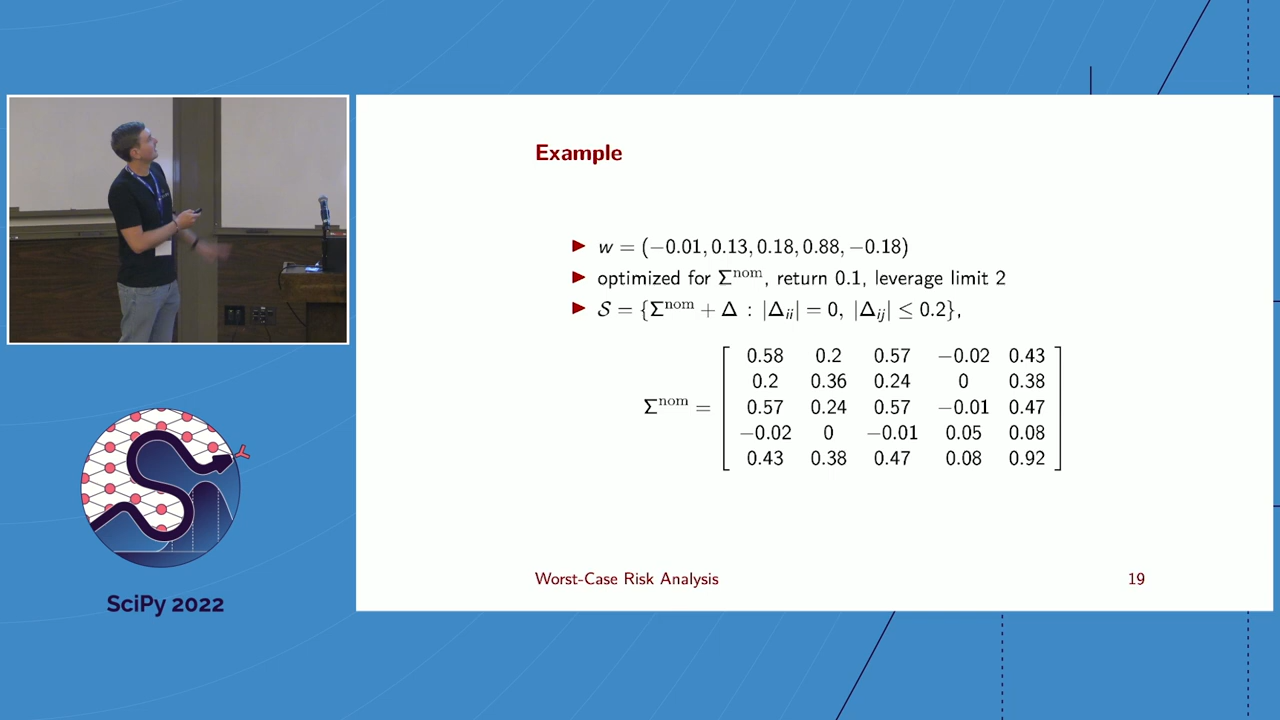 Example
▶ w = (−0.01, 0.13, 0.18, 0.88, −0.18)
▶ optimized for Σ^nom, return 0.1, leverage limit 2
▶ 𝒮 = {Σ^nom + Δ : |Δ_ii| = 0, |Δ_ij| ≤ 0.2},
Σ^nom =
0.58 0.2 0.57 −0.02 0.43
0.2 0.36 0.24 0 0.38
0.57 0.24 0.57 −0.01 0.47
−0.02 0 −0.01 0.05 0.08
0.43 0.38 0.47 0.08 0.92
Worst-Case Risk Analysis 19
SciPy 2022